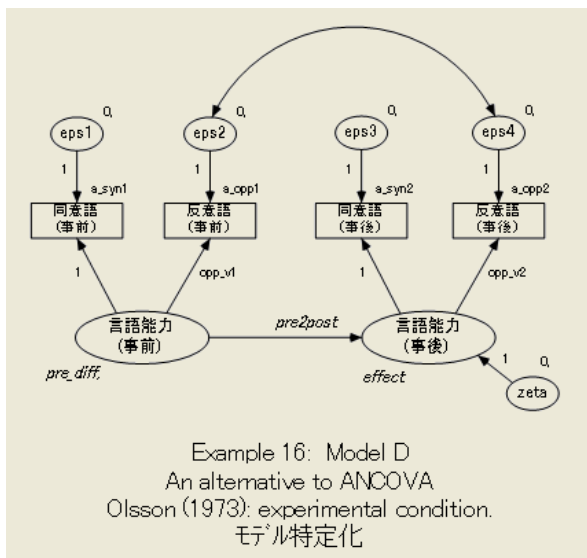 0,
0,
0,
0,
eps1
eps2
eps3
eps4
1
1
1
1
a_syn1
a_opp1
a_syn2
a_opp2
同意語
(事前)
反意語
(事前)
同意語
(事後)
反意語
(事後)
1
opp_v1
1
opp_v2
言語能力
(事前)
pre2post
言語能力
(事後)
pre_diff,
effect
1
0,
zeta
Example 16: Model D
An alternative to ANCOVA
Olsson (1973): experimental condition.
モデル特定化